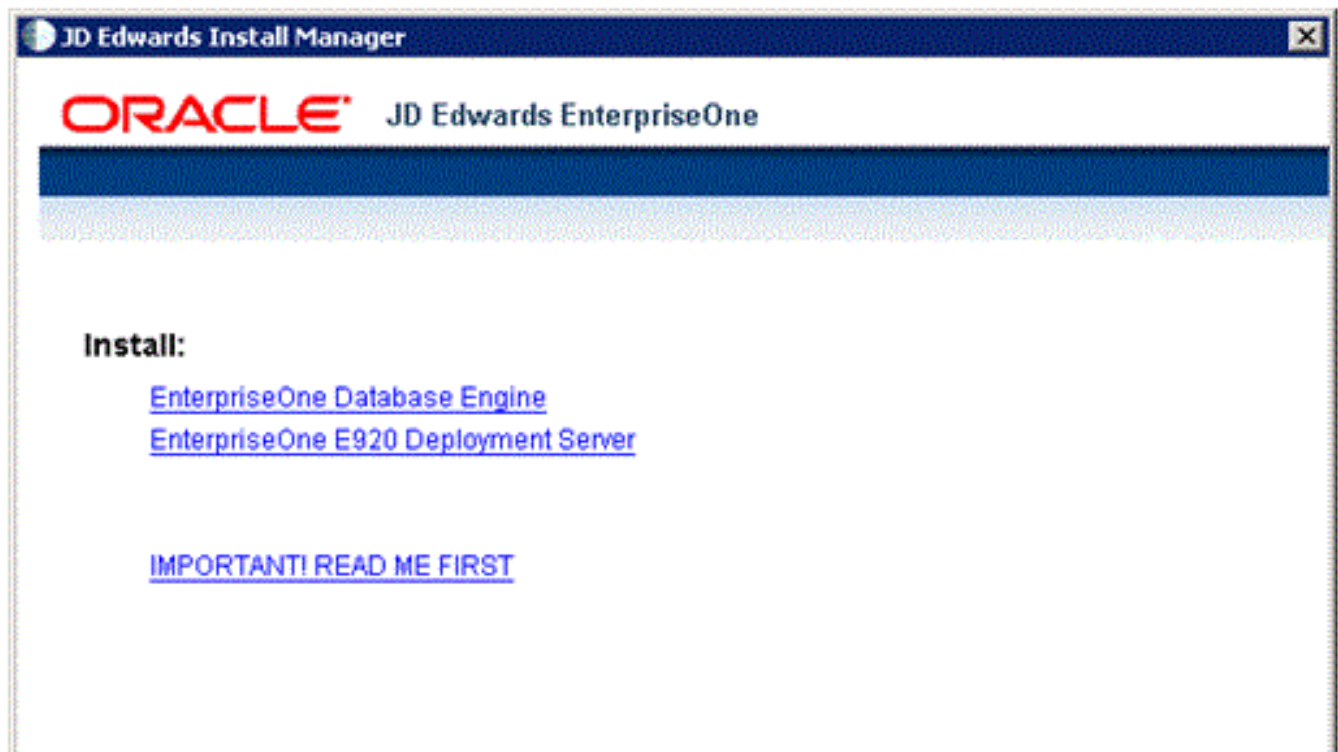 JD Edwards Install Manager
ORACLE JD Edwards EnterpriseOne
Install:
EnterpriseOne Database Engine
EnterpriseOne E920 Deployment Server
IMPORTANT! READ ME FIRST